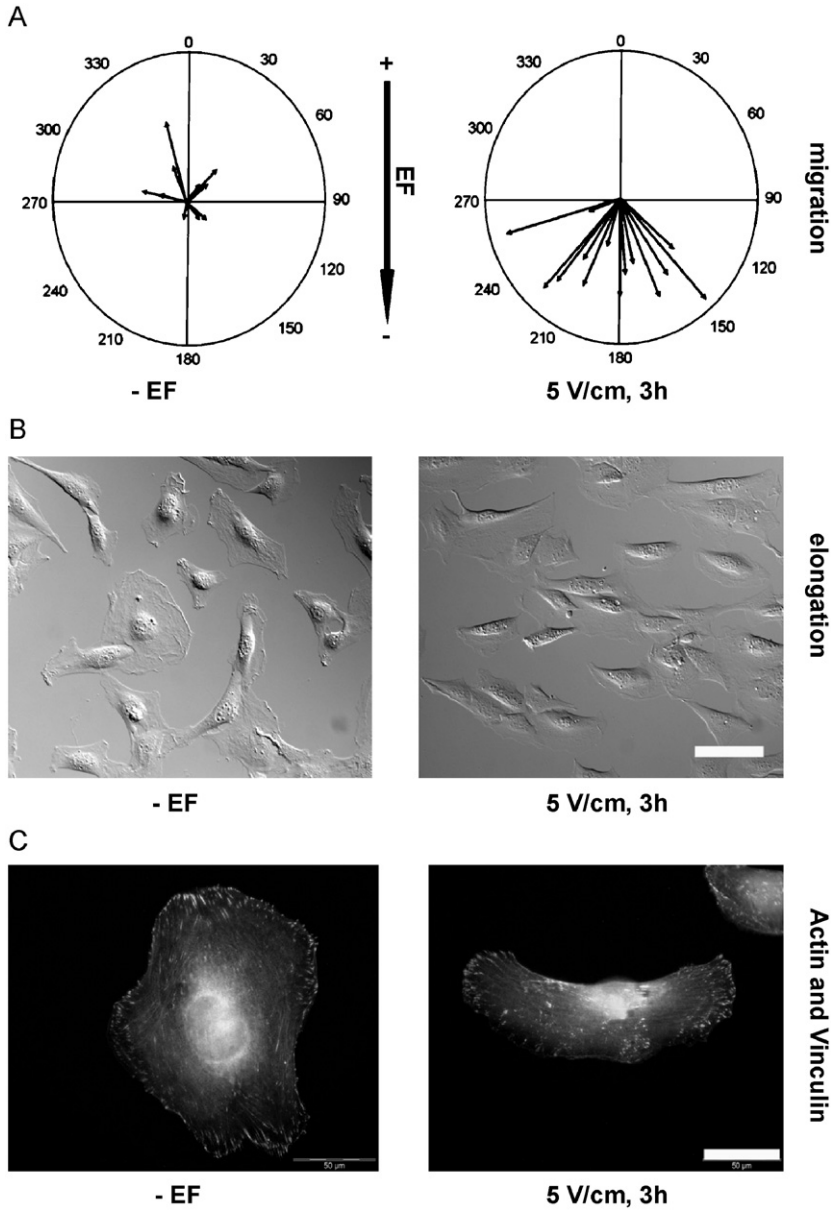 A
0
30
60
90
120
150
180
210
240
270
300
330
- EF
+
EF
-
0
30
60
90
120
150
180
210
240
270
300
330
5 V/cm, 3h
migration
B
- EF
5 V/cm, 3h
elongation
C
50 µm
50 µm
- EF
5 V/cm, 3h
Actin and Vinculin